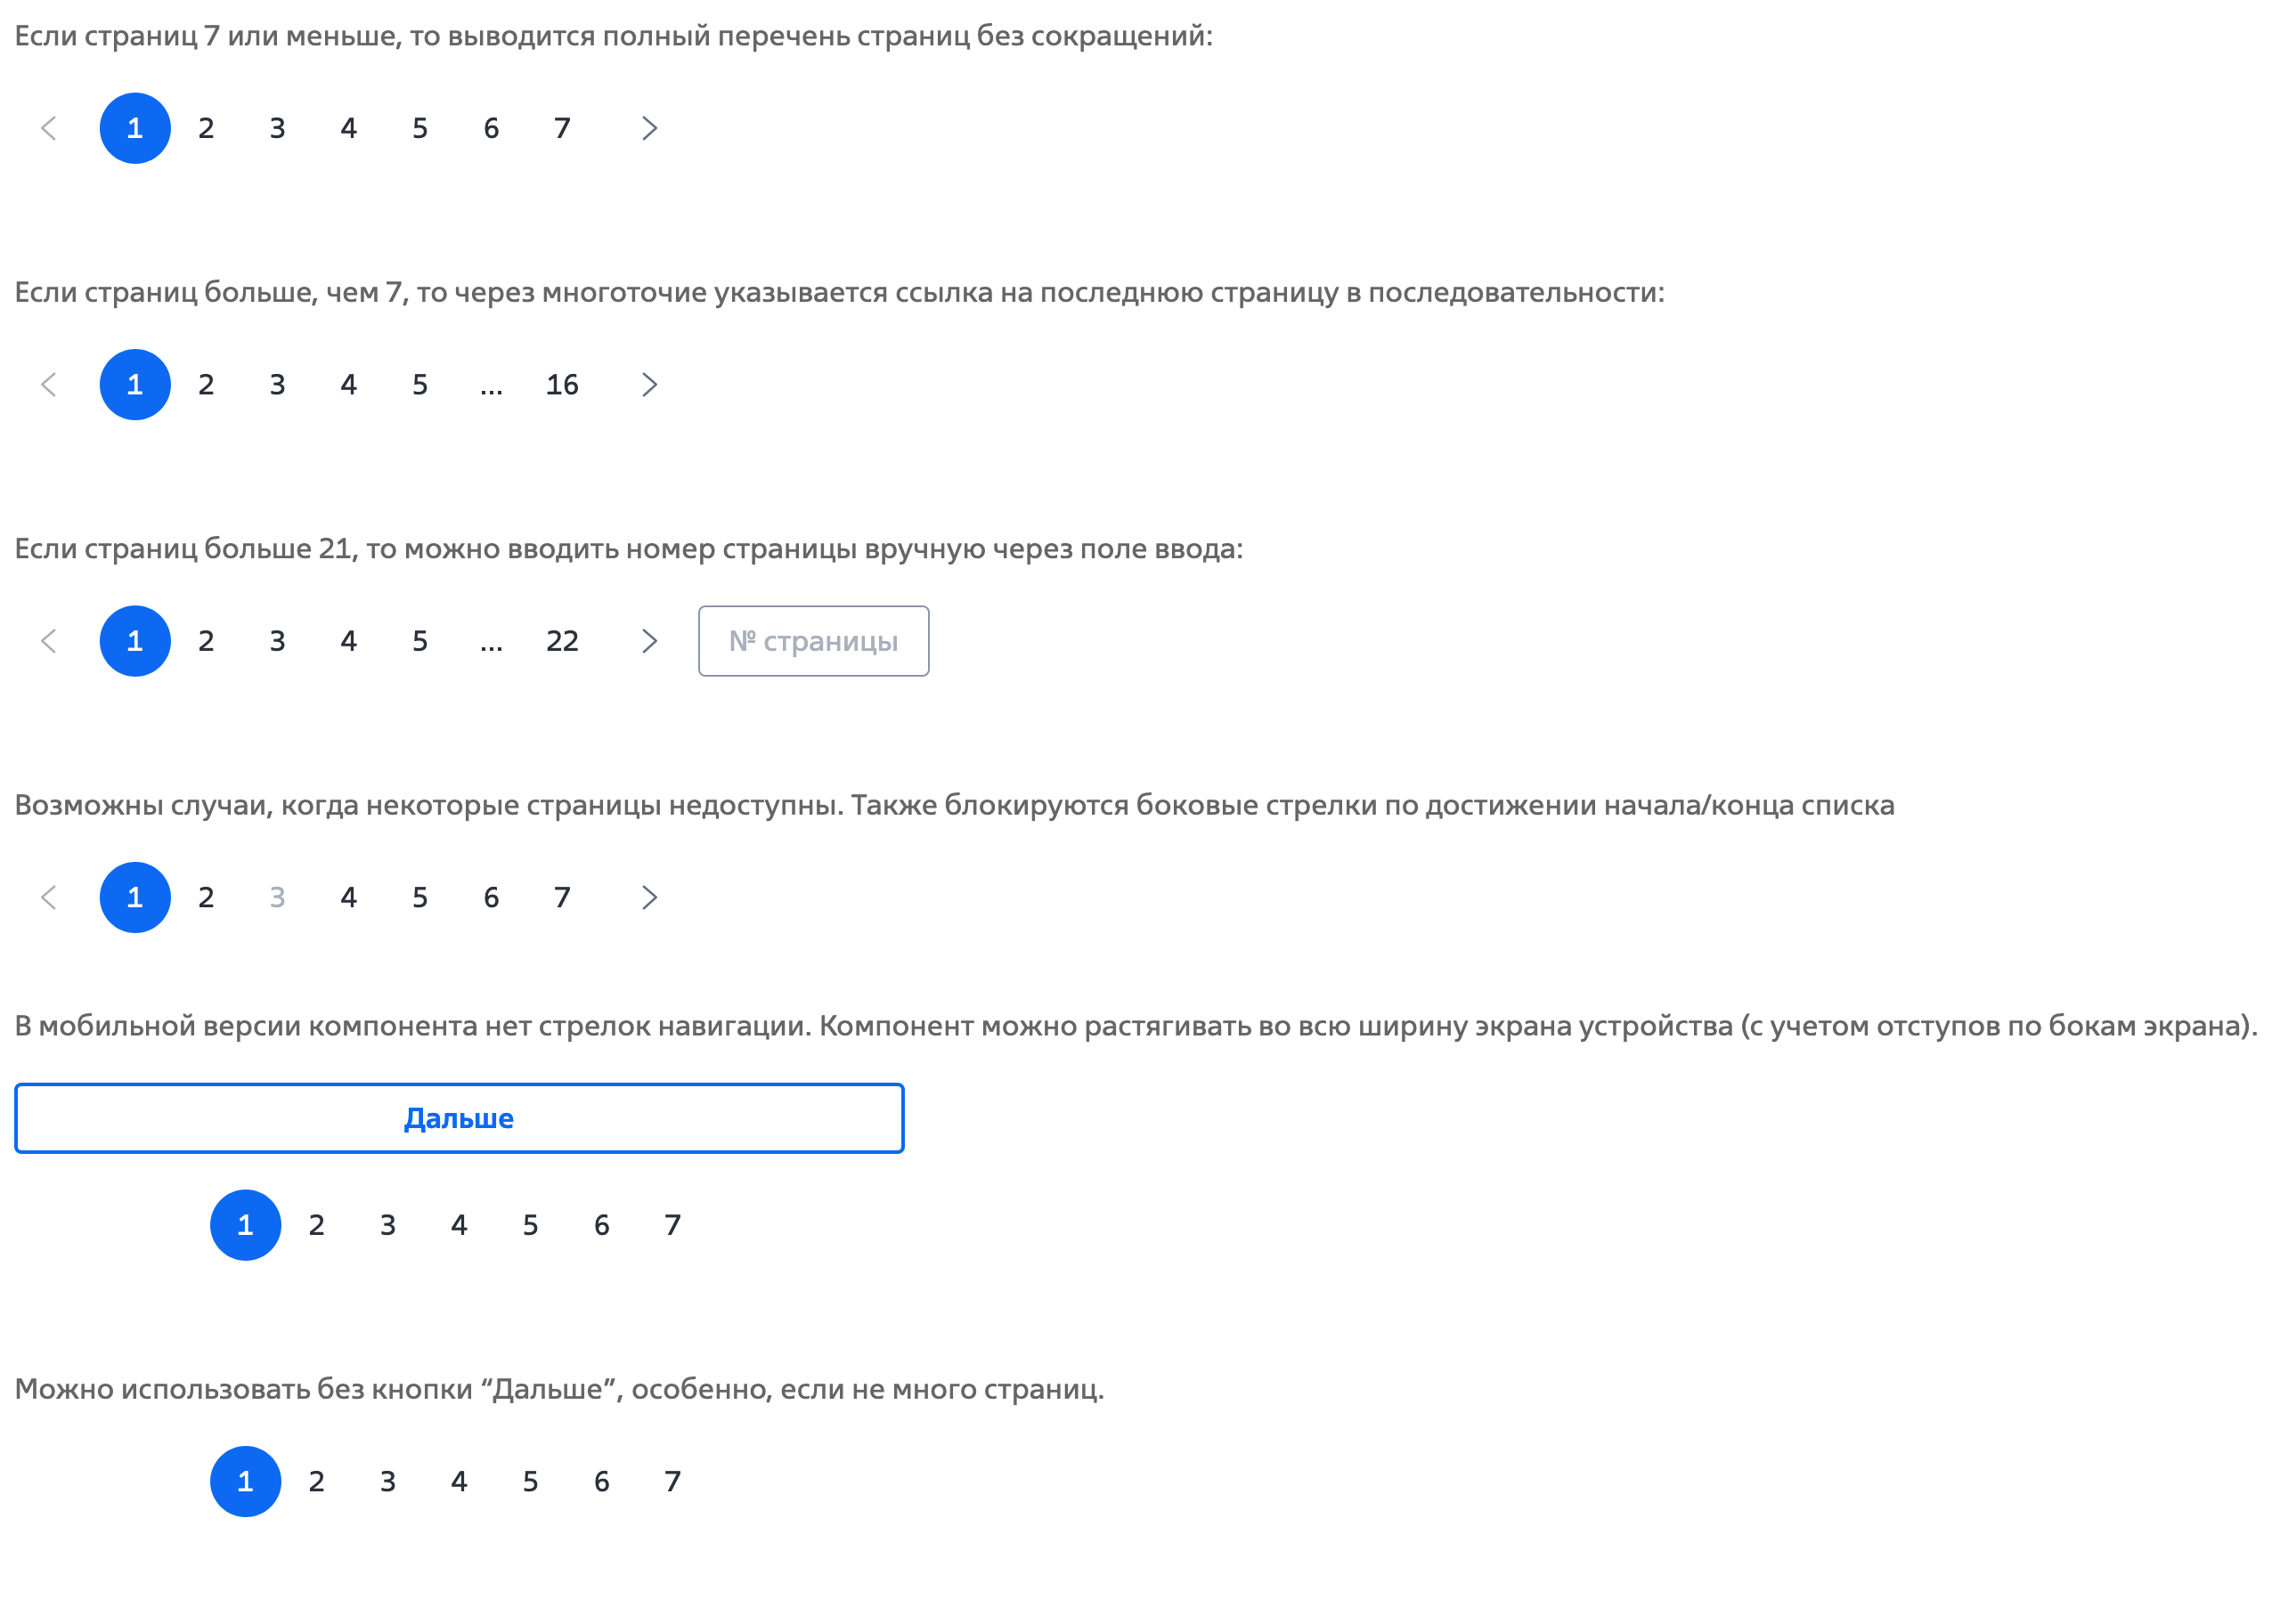 Если страниц 7 или меньше, то выводится полный перечень страниц без сокращений:
1 2 3 4 5 6 7
Если страниц больше, чем 7, то через многоточие указывается ссылка на последнюю страницу в последовательности:
1 2 3 4 5 ... 16
Если страниц больше 21, то можно вводить номер страницы вручную через поле ввода:
1 2 3 4 5 ... 22 № страницы
Возможны случаи, когда некоторые страницы недоступны. Также блокируются боковые стрелки по достижении начала/конца списка
1 2 3 4 5 6 7
В мобильной версии компонента нет стрелок навигации. Компонент можно растягивать во всю ширину экрана устройства (с учетом отступов по бокам экрана).
Дальше
1 2 3 4 5 6 7
Можно использовать без кнопки “Дальше”, особенно, если не много страниц.
1 2 3 4 5 6 7